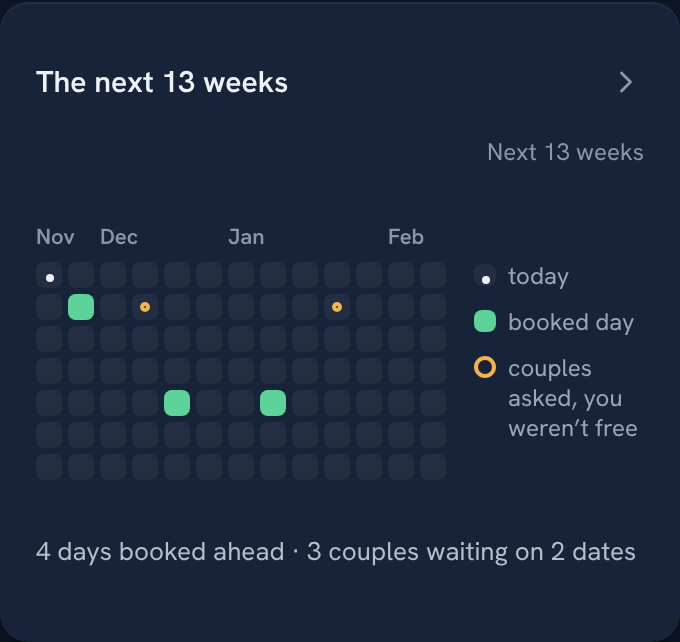 The next 13 weeks
Next 13 weeks
Nov Dec Jan Feb
today
booked day
couples
asked, you
weren’t free
4 days booked ahead · 3 couples waiting on 2 dates